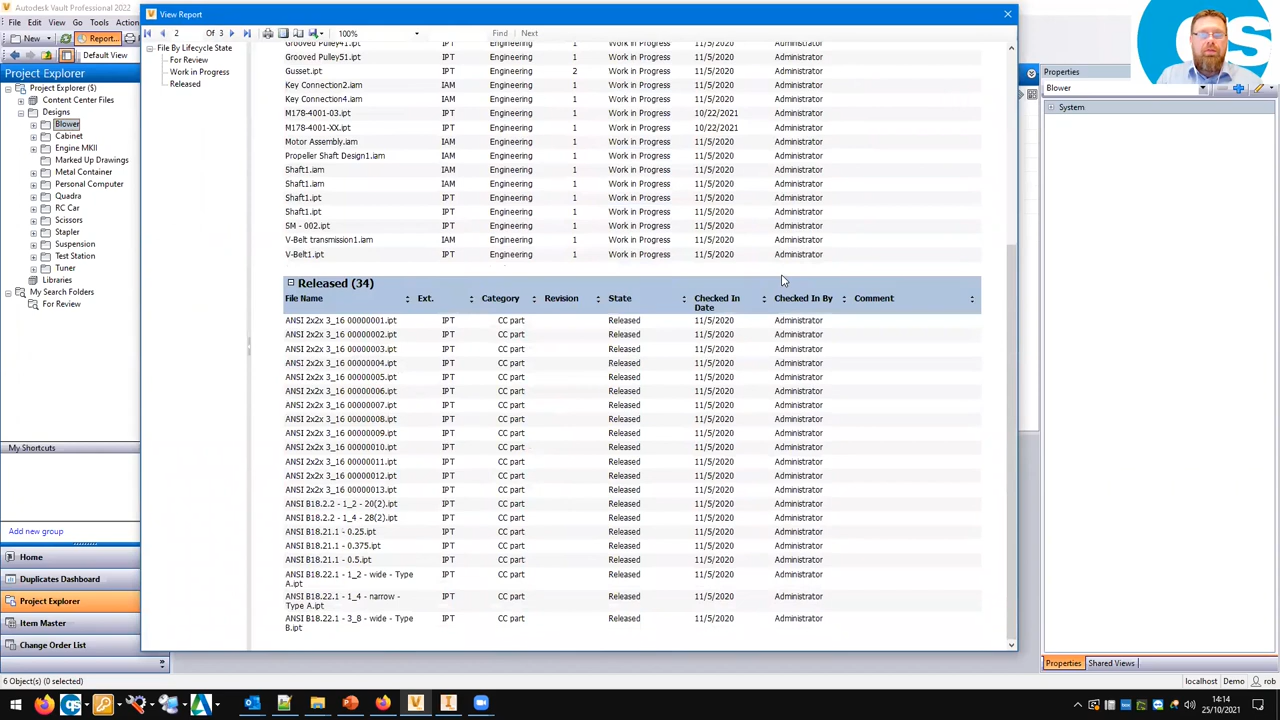 Autodesk Vault Professional 2022
View Report
File Edit View Go Tools
2 Of 3 100% Find Next
New Report...
Default View
Project Explorer
Project Explorer ($)
Content Center Files
Designs
Blower
Cabinet
Engine MKII
Marked Up Drawings
Metal Container
Personal Computer
Quadra
RC Car
Scissors
Stapler
Suspension
Test Station
Tuner
Libraries
My Search Folders
For Review
My Shortcuts
Add new group
Home
Duplicates Dashboard
Project Explorer
Item Master
Change Order List
6 Object(s) (0 selected)
File By Lifecycle State
For Review
Work in Progress
Released
Grooved Pulley41.ipt IPT Engineering 1 Work in Progress 11/5/2020 Administrator
Grooved Pulley51.ipt IPT Engineering 1 Work in Progress 11/5/2020 Administrator
Gusset.ipt IPT Engineering 2 Work in Progress 11/5/2020 Administrator
Key Connection2.iam IAM Engineering 1 Work in Progress 11/5/2020 Administrator
Key Connection4.iam IAM Engineering 1 Work in Progress 11/5/2020 Administrator
M178-4001-03.ipt IPT Engineering 1 Work in Progress 10/22/2021 Administrator
M178-4001-XX.ipt IPT Engineering 1 Work in Progress 10/22/2021 Administrator
Motor Assembly.iam IAM Engineering 1 Work in Progress 11/5/2020 Administrator
Propeller Shaft Design1.iam IAM Engineering 1 Work in Progress 11/5/2020 Administrator
Shaft1.iam IAM Engineering 1 Work in Progress 11/5/2020 Administrator
Shaft1.iam IAM Engineering 1 Work in Progress 11/5/2020 Administrator
Shaft1.ipt IPT Engineering 1 Work in Progress 11/5/2020 Administrator
Shaft1.ipt IPT Engineering 1 Work in Progress 11/5/2020 Administrator
SM - 002.ipt IPT Engineering 1 Work in Progress 11/5/2020 Administrator
V-Belt transmission1.iam IAM Engineering 1 Work in Progress 11/5/2020 Administrator
V-Belt1.ipt IPT Engineering 1 Work in Progress 11/5/2020 Administrator
Released (34)
File Name Ext. Category Revision State Checked In Date Checked In By Comment
ANSI 2x2x 3_16 00000001.ipt IPT CC part Released 11/5/2020 Administrator
ANSI 2x2x 3_16 00000002.ipt IPT CC part Released 11/5/2020 Administrator
ANSI 2x2x 3_16 00000003.ipt IPT CC part Released 11/5/2020 Administrator
ANSI 2x2x 3_16 00000004.ipt IPT CC part Released 11/5/2020 Administrator
ANSI 2x2x 3_16 00000005.ipt IPT CC part Released 11/5/2020 Administrator
ANSI 2x2x 3_16 00000006.ipt IPT CC part Released 11/5/2020 Administrator
ANSI 2x2x 3_16 00000007.ipt IPT CC part Released 11/5/2020 Administrator
ANSI 2x2x 3_16 00000008.ipt IPT CC part Released 11/5/2020 Administrator
ANSI 2x2x 3_16 00000009.ipt IPT CC part Released 11/5/2020 Administrator
ANSI 2x2x 3_16 00000010.ipt IPT CC part Released 11/5/2020 Administrator
ANSI 2x2x 3_16 00000011.ipt IPT CC part Released 11/5/2020 Administrator
ANSI 2x2x 3_16 00000012.ipt IPT CC part Released 11/5/2020 Administrator
ANSI 2x2x 3_16 00000013.ipt IPT CC part Released 11/5/2020 Administrator
ANSI B18.2.2 - 1_2 - 20(2).ipt IPT CC part Released 11/5/2020 Administrator
ANSI B18.2.2 - 1_4 - 28(2).ipt IPT CC part Released 11/5/2020 Administrator
ANSI B18.21.1 - 0.25.ipt IPT CC part Released 11/5/2020 Administrator
ANSI B18.21.1 - 0.375.ipt IPT CC part Released 11/5/2020 Administrator
ANSI B18.21.1 - 0.5.ipt IPT CC part Released 11/5/2020 Administrator
ANSI B18.22.1 - 1_2 - wide - Type A.ipt IPT CC part Released 11/5/2020 Administrator
ANSI B18.22.1 - 1_4 - narrow - Type A.ipt IPT CC part Released 11/5/2020 Administrator
ANSI B18.22.1 - 3_8 - wide - Type B.ipt IPT CC part Released 11/5/2020 Administrator
Properties
Blower
System
Properties Shared Views
localhost Demo rob
14:14
25/10/2021